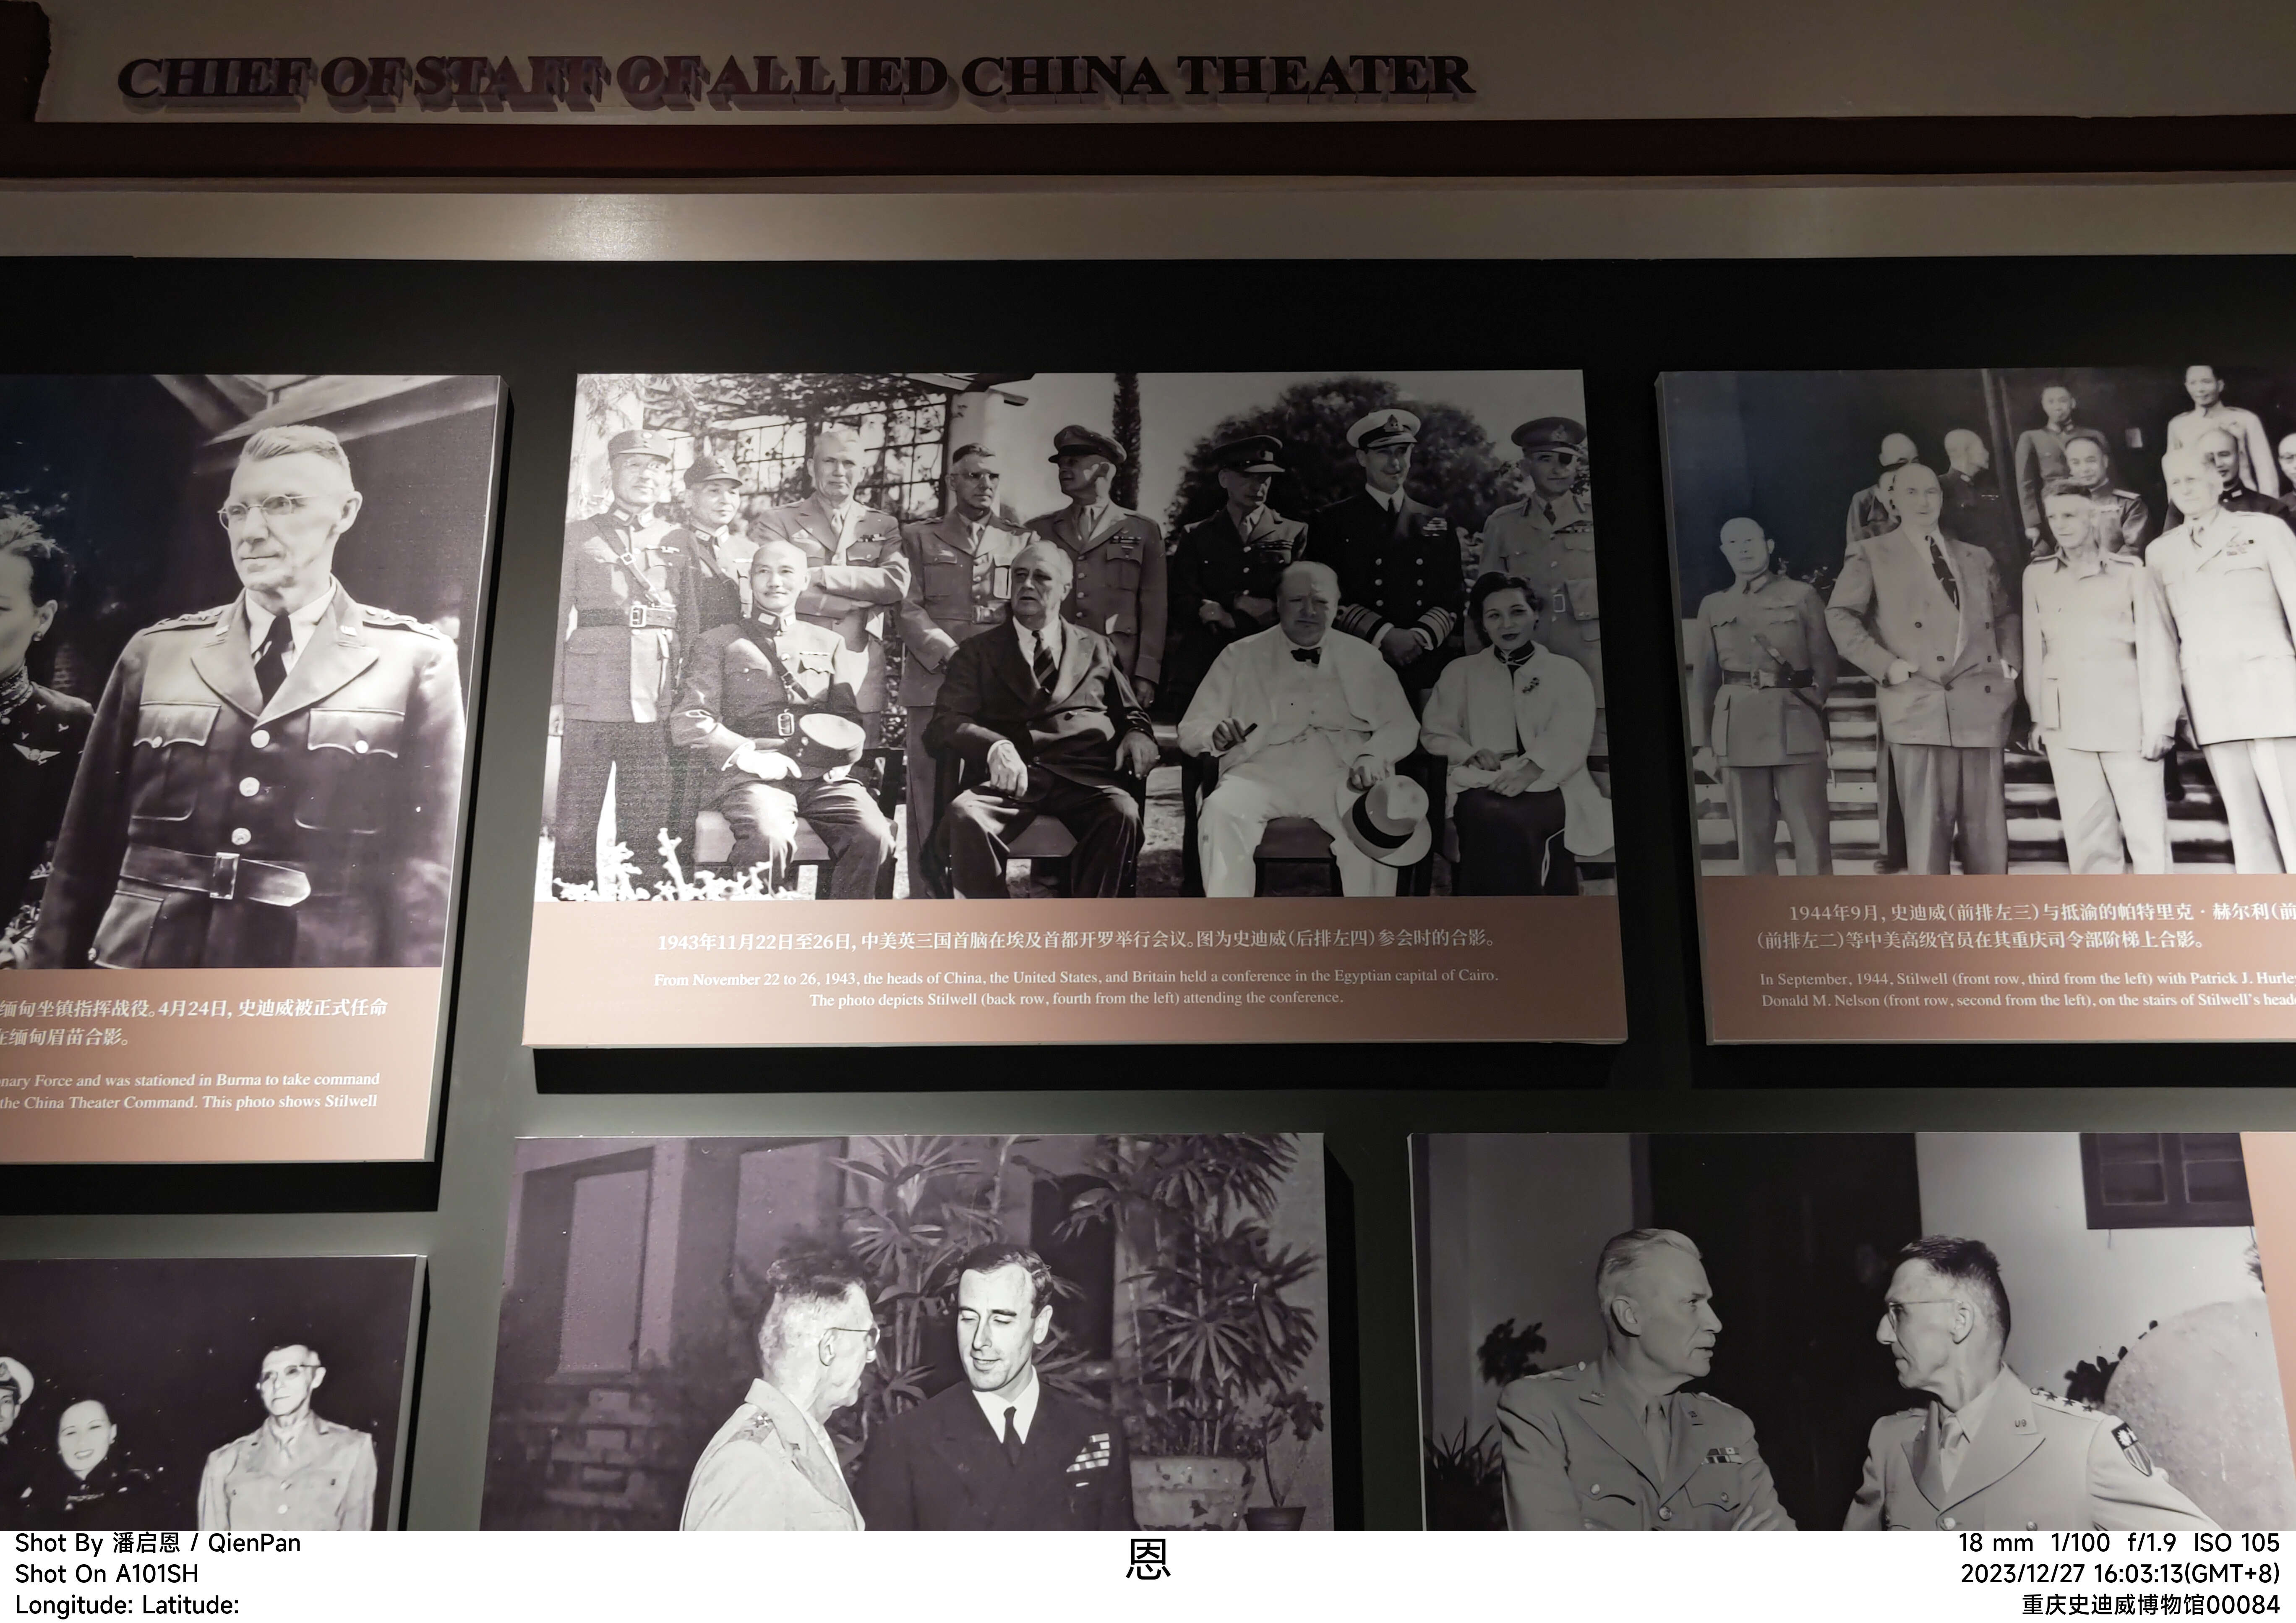 CHIEF OF STAFF OF ALLIED CHINA THEATER
缅甸坐镇指挥战役。4月24日，史迪威被正式任命
在缅甸眉苗合影。
nary Force and was stationed in Burma to take command
the China Theater Command. This photo shows Stilwell
1943年11月22日至26日，中美英三国首脑在埃及首都开罗举行会议。图为史迪威（后排左四）参会时的合影。
From November 22 to 26, 1943, the heads of China, the United States, and Britain held a conference in the Egyptian capital of Cairo.
The photo depicts Stilwell (back row, fourth from the left) attending the conference.
1944年9月，史迪威（前排左三）与抵渝的帕特里克·赫尔利（前
（前排左二）等中美高级官员在其重庆司令部阶梯上合影。
In September, 1944, Stilwell (front row, third from the left) with Patrick J. Hurle
Donald M. Nelson (front row, second from the left), on the stairs of Stilwell's head
US
Shot By 潘启恩 / QienPan
Shot On A101SH
Longitude: Latitude:
恩
18 mm 1/100 f/1.9 ISO 105
2023/12/27 16:03:13(GMT+8)
重庆史迪威博物馆00084